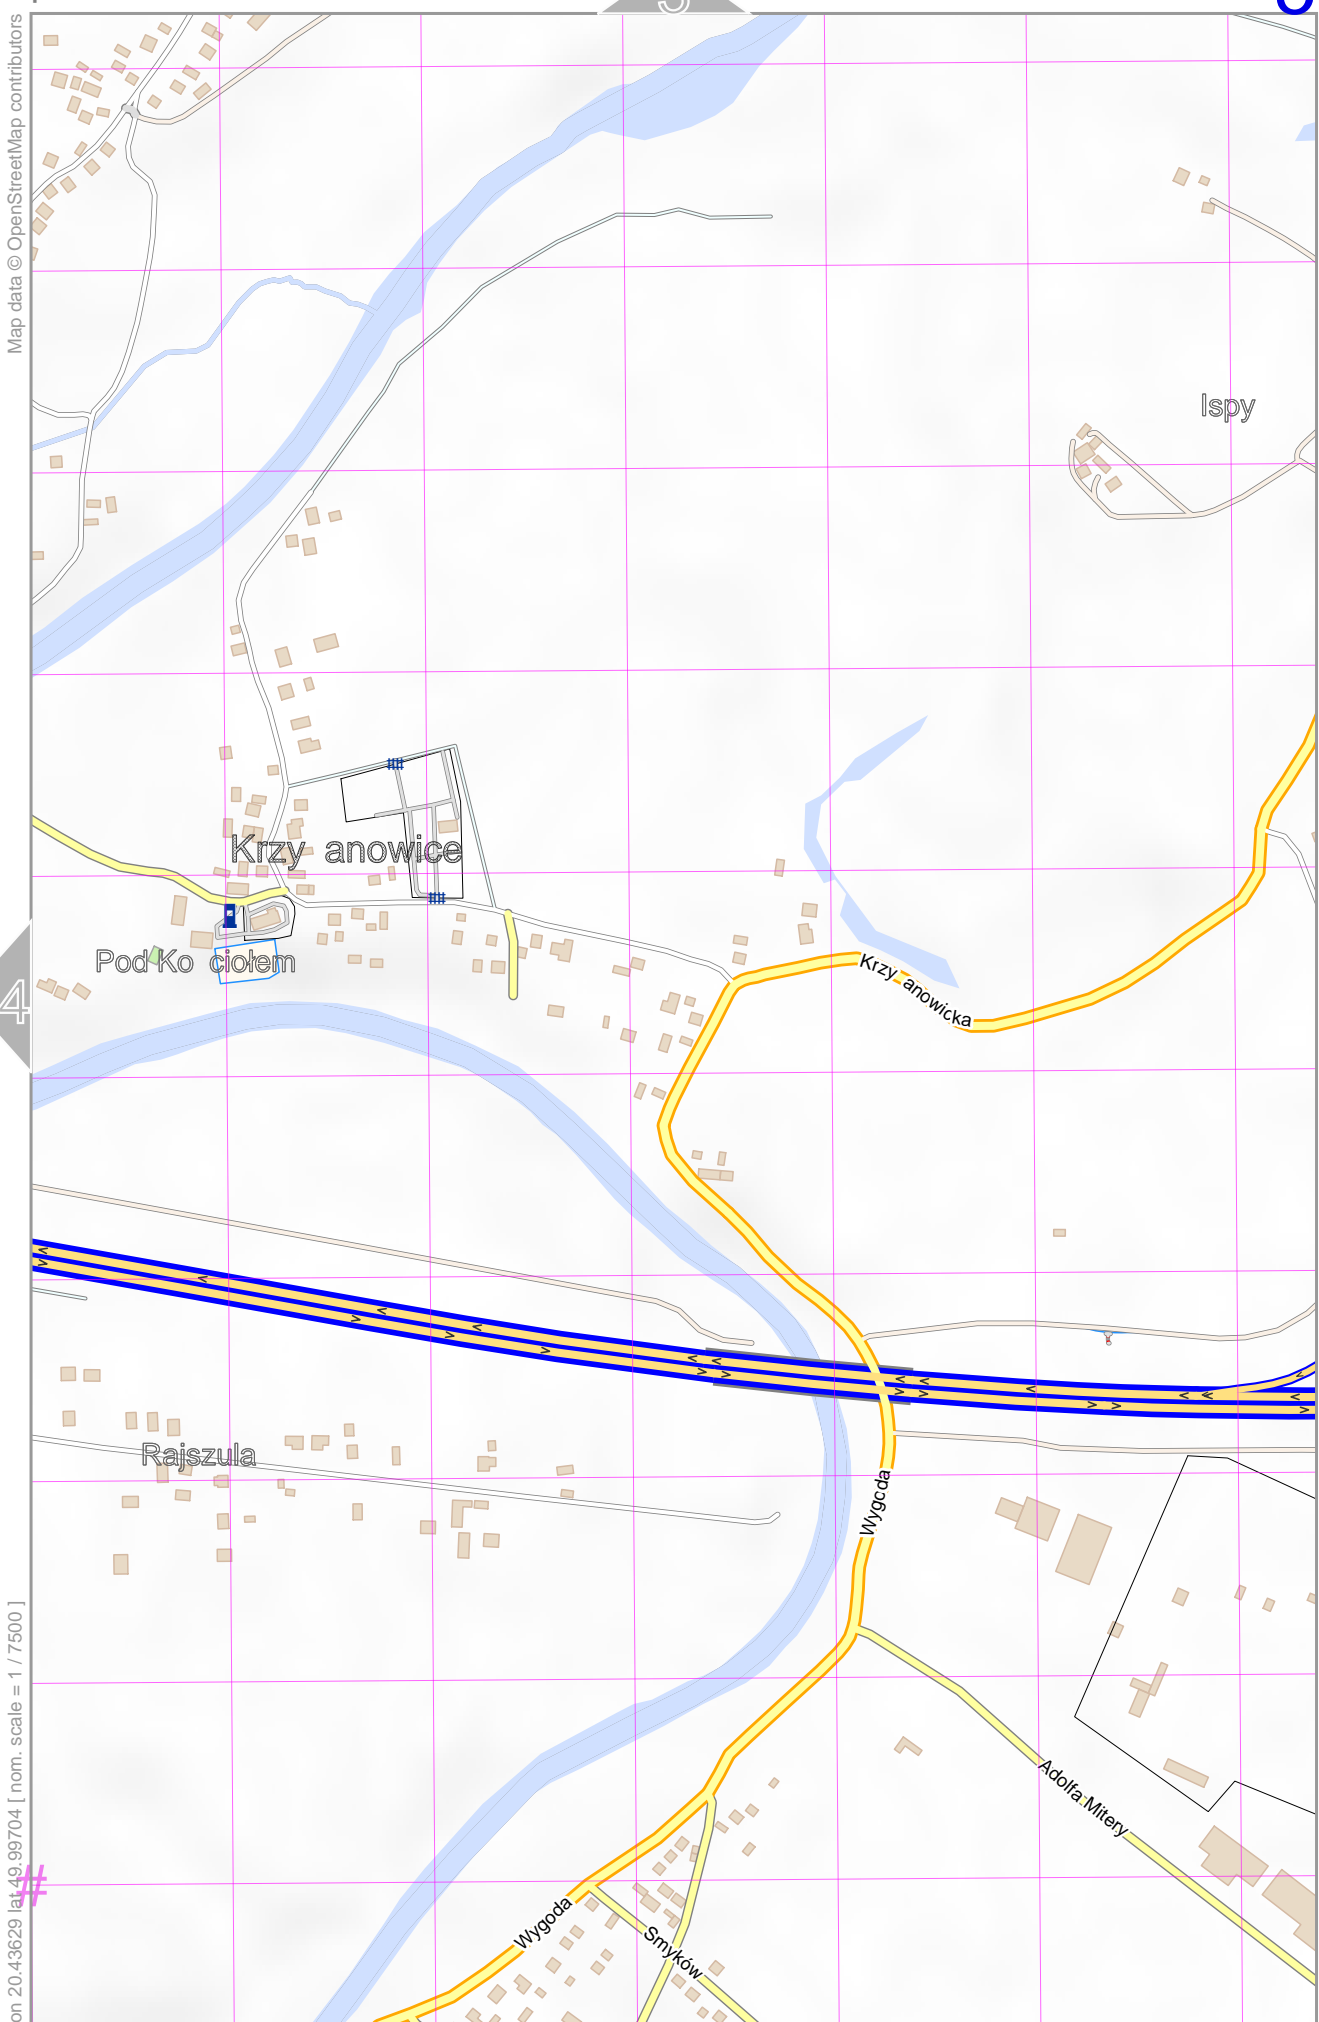 Map data © OpenStreetMap contributors
Ispy
Krzy anowice
Pod Ko ciołem
4
Krzy anowicka
Rajszula
Wygcda
Adolfa Mitery
Wygoda
Smyków
on 20.43629 lat 49.99704 [ nom. scale = 1 / 7500 ]
#